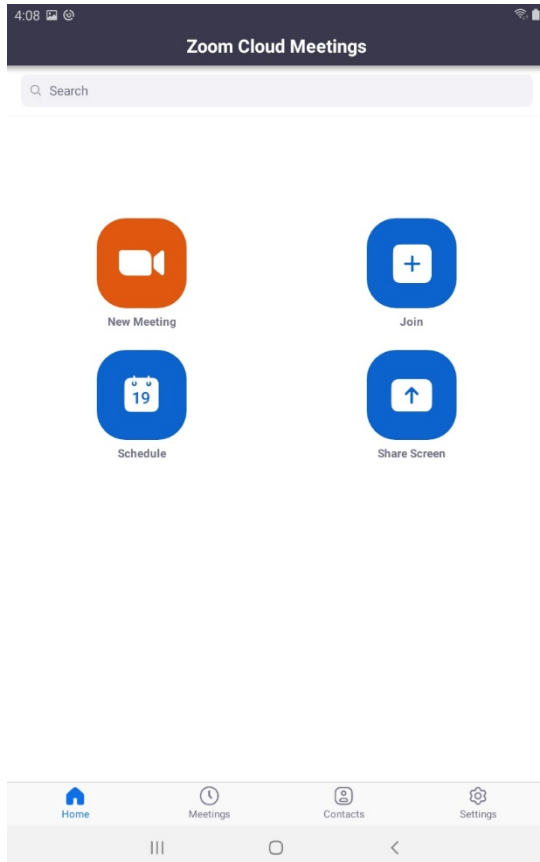 4:08
Zoom Cloud Meetings
Search
New Meeting
Join
19
Schedule
Share Screen
Home
Meetings
Contacts
Settings